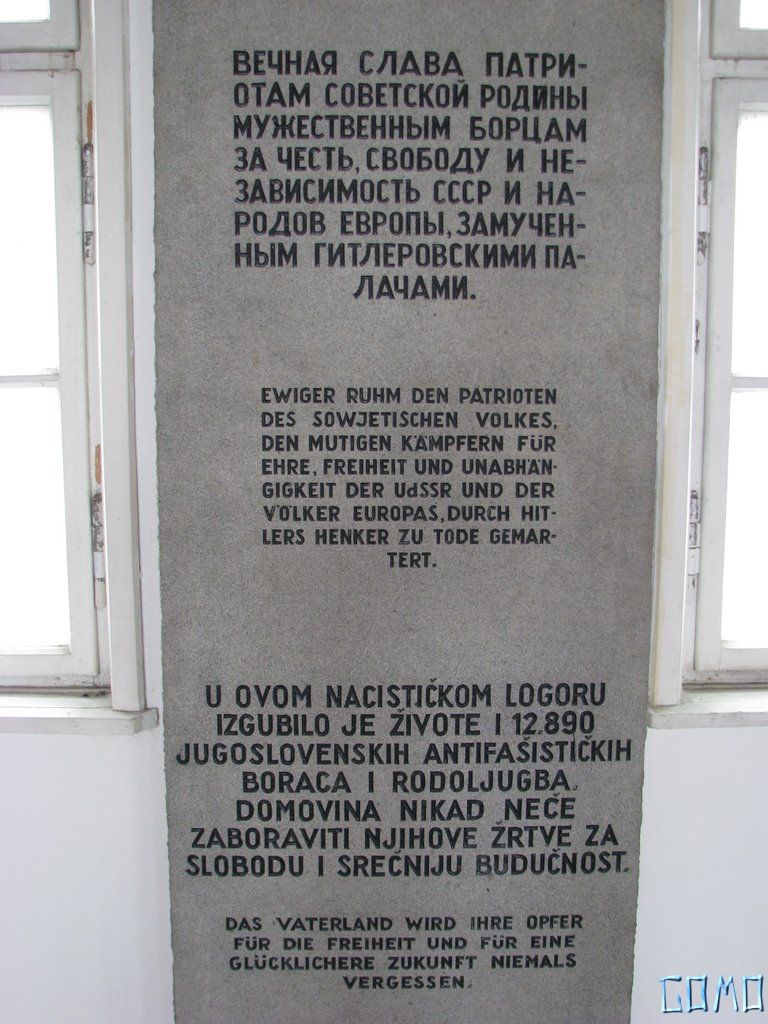 ВЕЧНАЯ СЛАВА ПАТРИ-
ОТАМ СОВЕТСКОЙ РОДИНЫ
МУЖЕСТВЕННЫМ БОРЦАМ
ЗА ЧЕСТЬ, СВОБОДУ И НЕ-
ЗАВИСИМОСТЬ СССР И НА-
РОДОВ ЕВРОПЫ, ЗАМУЧЕН-
НЫМ ГИТЛЕРОВСКИМИ ПА-
ЛАЧАМИ.
EWIGER RUHM DEN PATRIOTEN
DES SOWJETISCHEN VOLKES,
DEN MUTIGEN KÄMPFERN FÜR
EHRE, FREIHEIT UND UNABHÄN-
GIGKEIT DER UdSSR UND DER
VÖLKER EUROPAS, DURCH HIT-
LERS HENKER ZU TODE GEMAR-
TERT.
U OVOM NACISTIČKOM LOGORU
IZGUBILO JE ŽIVOTE I 12.890
JUGOSLOVENSKIH ANTIFAŠISTIČKIH
BORACA I RODOLJUGBA.
DOMOVINA NIKAD NEČE
ZABORAVITI NJIHOVE ŽRTVE ZA
SLOBODU I SREČNIJU BUDUČNOST.
DAS VATERLAND WIRD IHRE OPFER
FÜR DIE FREIHEIT UND FÜR EINE
GLÜCKLICHERE ZUKUNFT NIEMALS
VERGESSEN.
GOMO